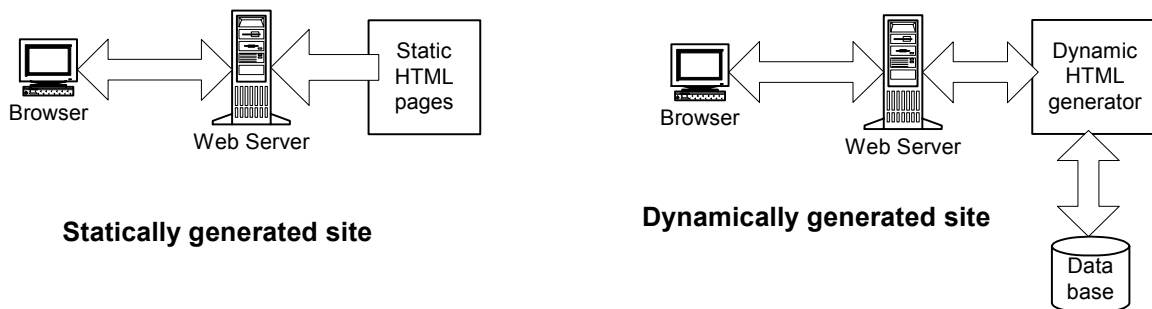 Browser
Web Server
Static
HTML
pages
Statically generated site
Browser
Web Server
Dynamic
HTML
generator
Dynamically generated site
Data
base